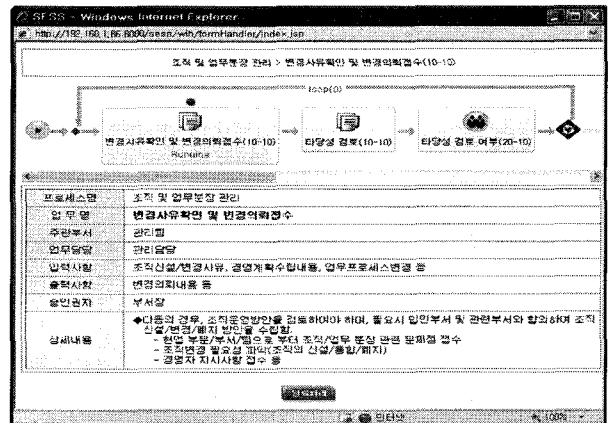 SFSS - Windows Internet Explorer
조직 및 업무분장 관리 > 변경사유확인 및 변경의뢰접수(10-10)
loop(0)
변경사유확인 및 변경의뢰접수(10-10)
Running
타당성 검토(10-10)
타당성 검토 여부(20-10)
프로세스명 조직 및 업무분장 관리
업 무 명 변경사유확인 및 변경의뢰접수
주관부서 관리팀
업무담당 관리담당
입력사항 조직신설/변경사유, 경영계획수립내용, 업무프로세스변경 등
출력사항 변경의뢰내용 등
승인권자 부서장
상세내용
◆다음의 경우, 조직운영방안을 검토하여야 하며, 필요시 입안부서 및 관련부서와 합의하여 조직
신설/변경/폐지 방안을 수립함.
- 현업 부문/부서/팀으로 부터 조직/업무 분장 관련 문제점 접수
- 조직변경 필요성 파악(조직의 신설/통합/폐지)
- 경영자 지시사항 접수 등
인터넷
100%